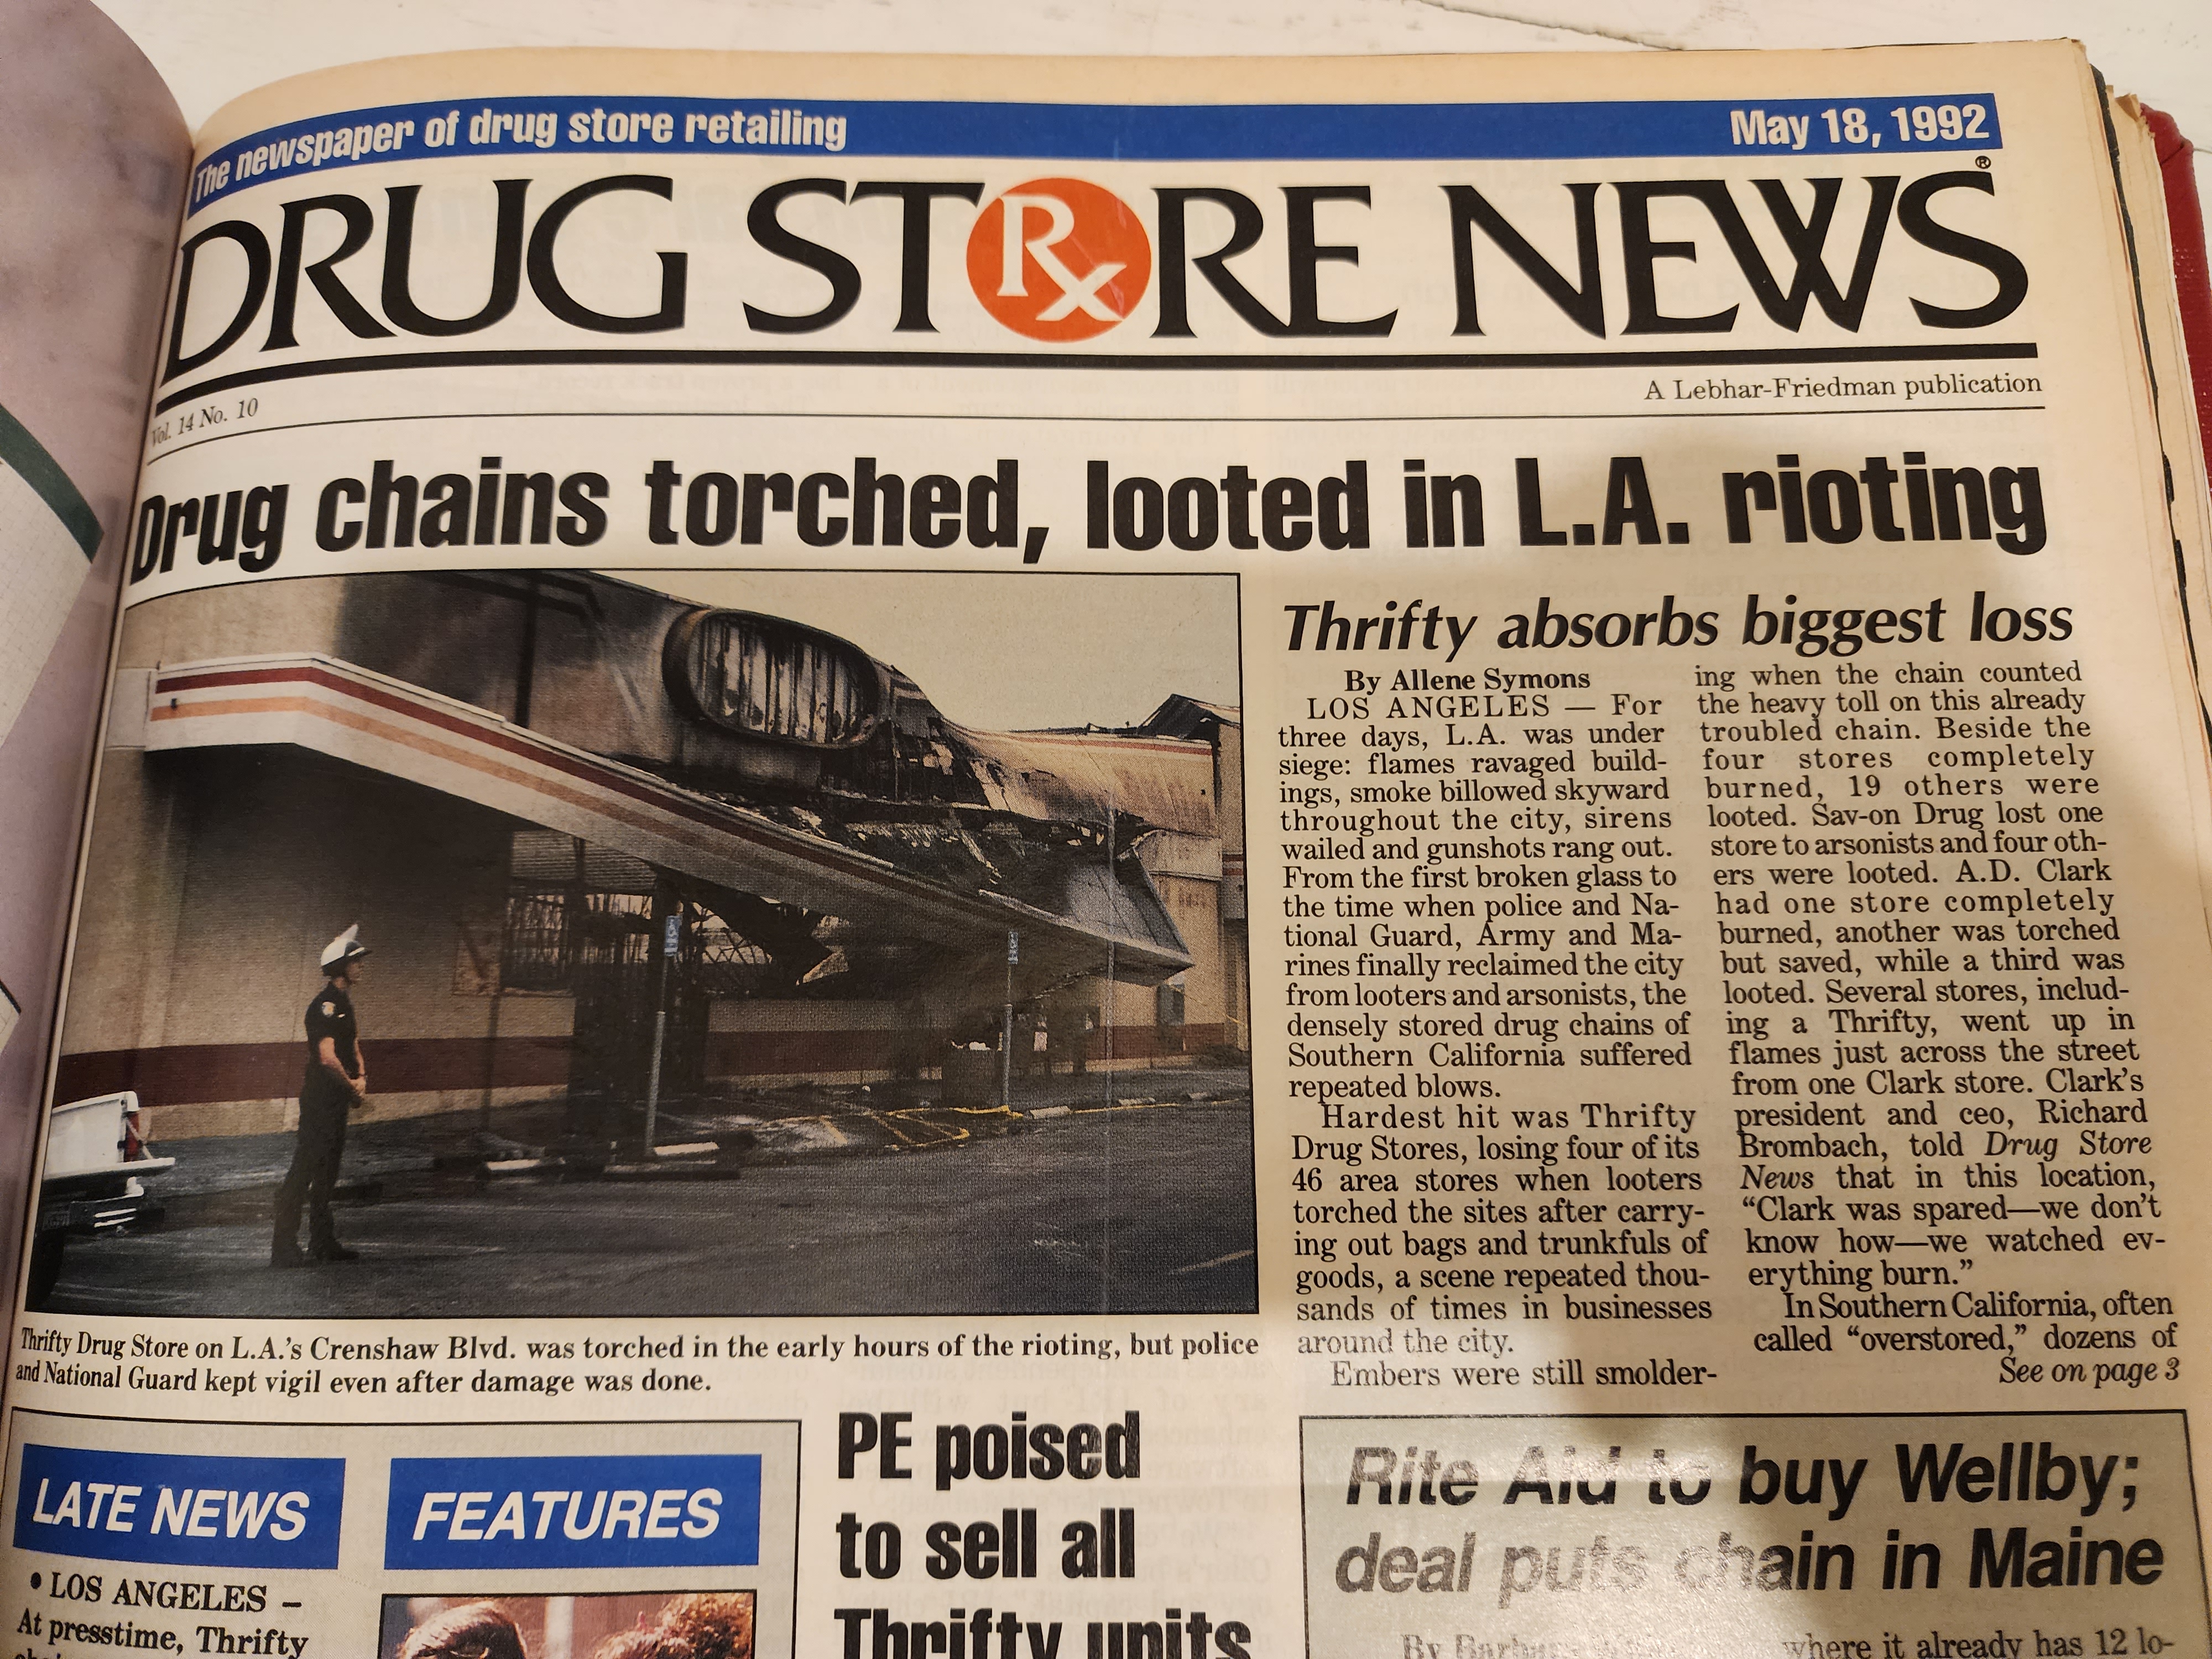 The newspaper of drug store retailing
May 18, 1992
DRUG STORE NEWS®
Rx
Vol. 14 No. 10
A Lebhar-Friedman publication
Drug chains torched, looted in L.A. rioting
Thrifty Drug Store on L.A.'s Crenshaw Blvd. was torched in the early hours of the rioting, but police
and National Guard kept vigil even after damage was done.
Thrifty absorbs biggest loss
By Allene Symons
LOS ANGELES — For
three days, L.A. was under
siege: flames ravaged build-
ings, smoke billowed skyward
throughout the city, sirens
wailed and gunshots rang out.
From the first broken glass to
the time when police and Na-
tional Guard, Army and Ma-
rines finally reclaimed the city
from looters and arsonists, the
densely stored drug chains of
Southern California suffered
repeated blows.
Hardest hit was Thrifty
Drug Stores, losing four of its
46 area stores when looters
torched the sites after carry-
ing out bags and trunkfuls of
goods, a scene repeated thou-
sands of times in businesses
around the city.
Embers were still smolder-
ing when the chain counted
the heavy toll on this already
troubled chain. Beside the
four stores completely
burned, 19 others were
looted. Sav-on Drug lost one
store to arsonists and four oth-
ers were looted. A.D. Clark
had one store completely
burned, another was torched
but saved, while a third was
looted. Several stores, includ-
ing a Thrifty, went up in
flames just across the street
from one Clark store. Clark's
president and ceo, Richard
Brombach, told Drug Store
News that in this location,
“Clark was spared—we don't
know how—we watched ev-
erything burn.”
In Southern California, often
called “overstored,” dozens of
See on page 3
LATE NEWS
• LOS ANGELES –
At presstime, Thrifty
FEATURES
PE poised
to sell all
Thrifty units
Rite Aid to buy Wellby;
deal puts chain in Maine
By
where it already has 12 lo-